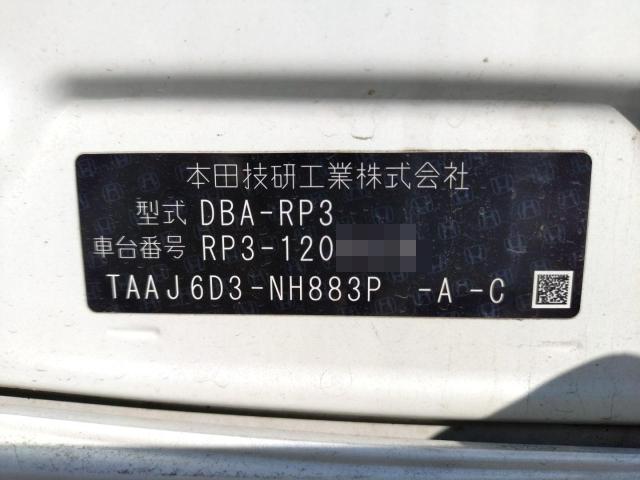 本田技研工業株式会社
型式 DBA-RP3
車台番号 RP3-120
TAAJ6D3-NH883P -A -C